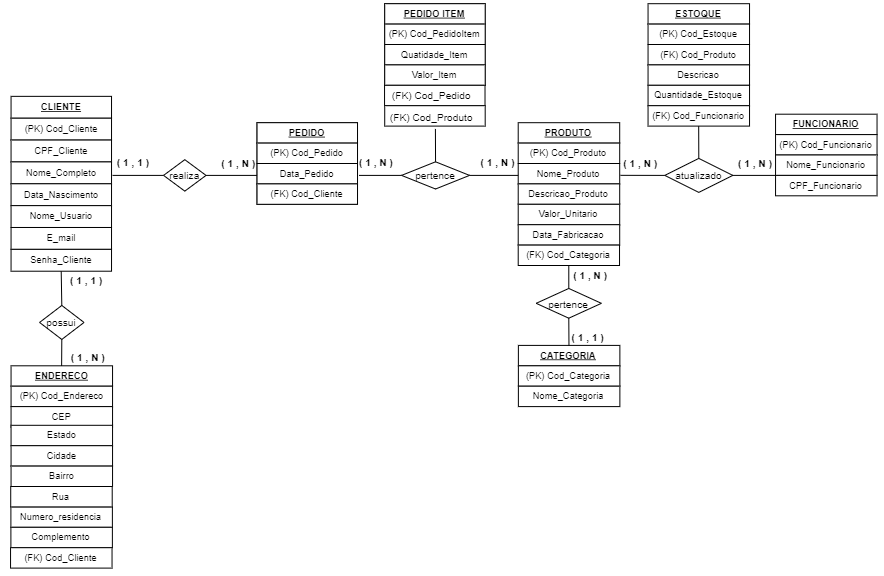 PEDIDO ITEM
(PK) Cod_PedidoItem
Quatidade_Item
Valor_Item
(FK) Cod_Pedido
(FK) Cod_Produto
ESTOQUE
(PK) Cod_Estoque
(FK) Cod_Produto
Descricao
Quantidade_Estoque
(FK) Cod_Funcionario
CLIENTE
(PK) Cod_Cliente
CPF_Cliente
Nome_Completo
Data_Nascimento
Nome_Usuario
E_mail
Senha_Cliente
(1,1)
realiza
(1,N)
PEDIDO
(PK) Cod_Pedido
Data_Pedido
(FK) Cod_Cliente
(1,N)
pertence
(1,N)
PRODUTO
(PK) Cod_Produto
Nome_Produto
Descricao_Produto
Valor_Unitario
Data_Fabricacao
(FK) Cod_Categoria
(1,N)
atualizado
(1,N)
FUNCIONARIO
(PK) Cod_Funcionario
Nome_Funcionario
CPF_Funcionario
(1,1)
possui
(1,N)
ENDERECO
(PK) Cod_Endereco
CEP
Estado
Cidade
Bairro
Rua
Numero_residencia
Complemento
(FK) Cod_Cliente
(1,N)
pertence
(1,1)
CATEGORIA
(PK) Cod_Categoria
Nome_Categoria